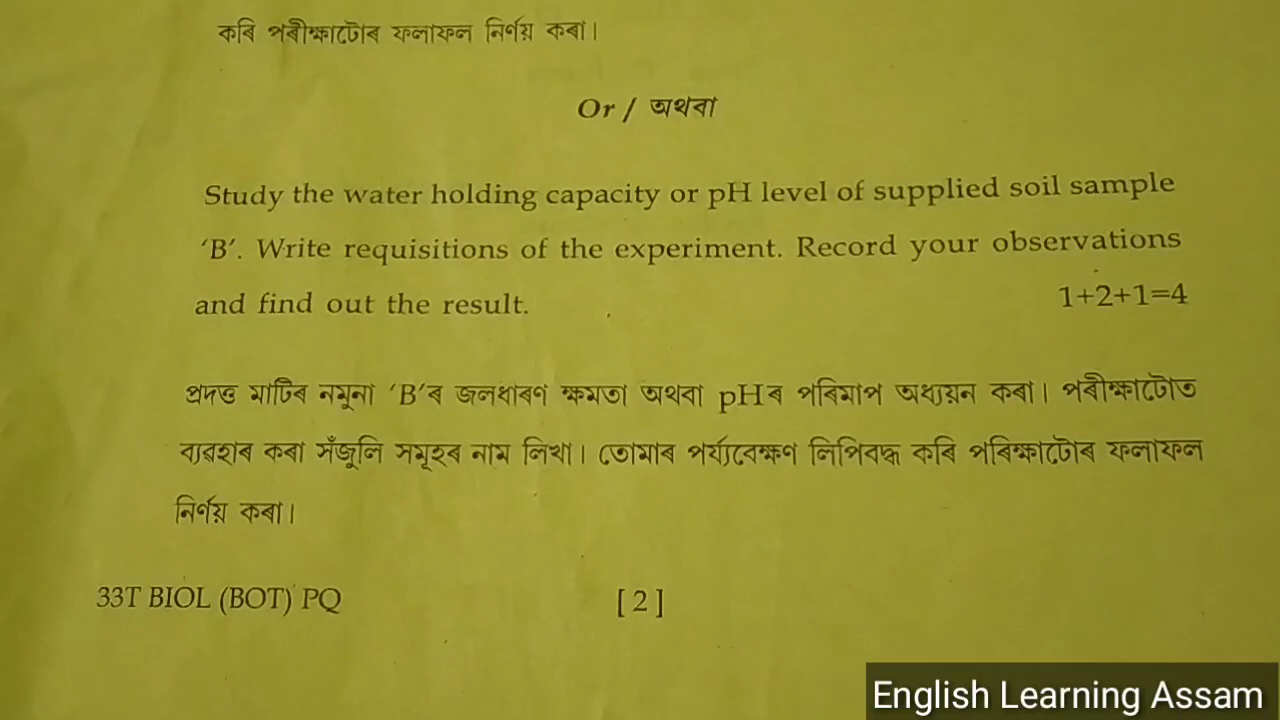 কৰি পৰীক্ষাটোৰ ফলাফল নিৰ্ণয় কৰা।
Or / অথবা
Study the water holding capacity or pH level of supplied soil sample
‘B’. Write requisitions of the experiment. Record your observations
and find out the result. 1+2+1=4
প্ৰদত্ত মাটিৰ নমুনা ‘B’ৰ জলধাৰণ ক্ষমতা অথবা pHৰ পৰিমাপ অধ্যয়ন কৰা। পৰীক্ষাটোত
ব্যৱহাৰ কৰা সঁজুলি সমূহৰ নাম লিখা। তোমাৰ পৰ্য্যবেক্ষণ লিপিবদ্ধ কৰি পৰিক্ষাটোৰ ফলাফল
নিৰ্ণয় কৰা।
33T BIOL (BOT) PQ [ 2 ]
English Learning Assam